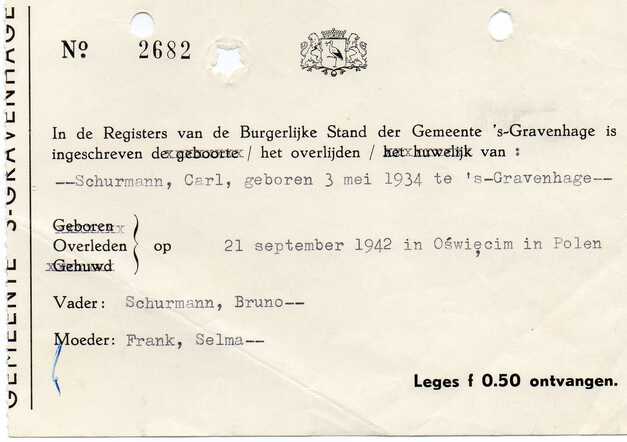 GEMEENTE 'S-GRAVENHAGE
Nº 2682
In de Registers van de Burgerlijke Stand der Gemeente 's-Gravenhage is
ingeschreven de geboorte / het overlijden / het huwelijk van :
--Schurmann, Carl, geboren 3 mei 1934 te 's-Gravenhage--
Geboren
Overleden } op 21 september 1942 in Oświęcim in Polen
Gehuwd
Vader: Schurmann, Bruno--
Moeder: Frank, Selma--
Leges f 0.50 ontvangen.